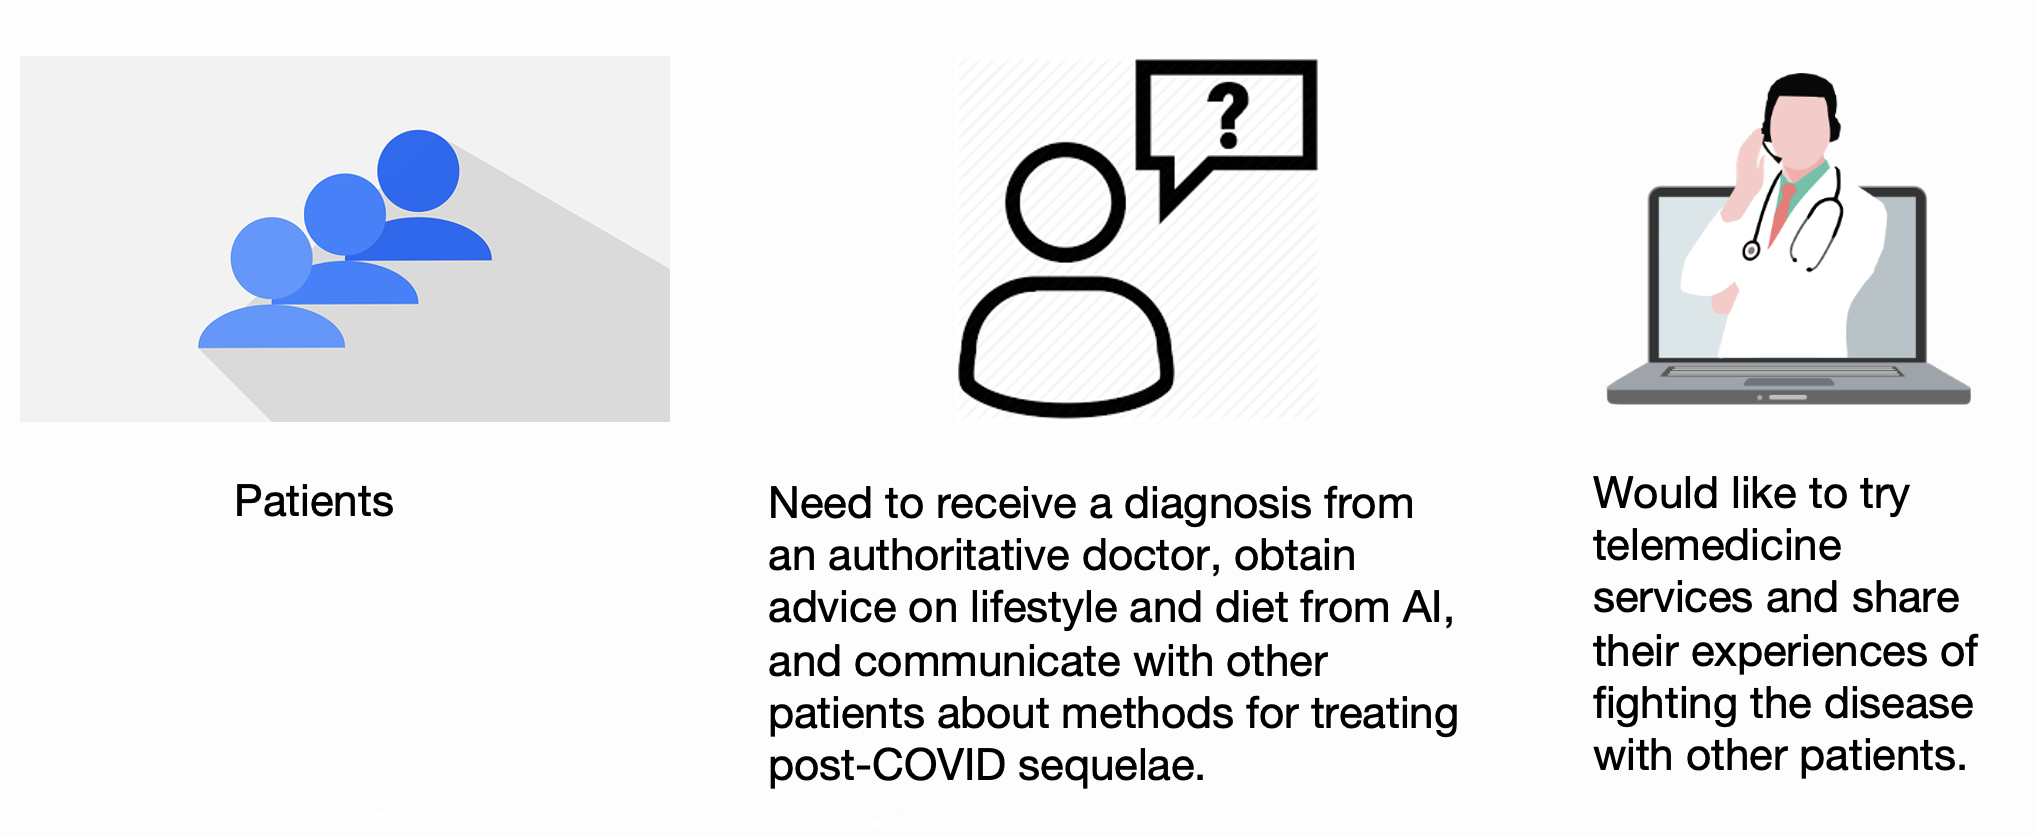 ?
Patients
Need to receive a diagnosis from
an authoritative doctor, obtain
advice on lifestyle and diet from AI,
and communicate with other
patients about methods for treating
post-COVID sequelae.
Would like to try
telemedicine
services and share
their experiences of
fighting the disease
with other patients.